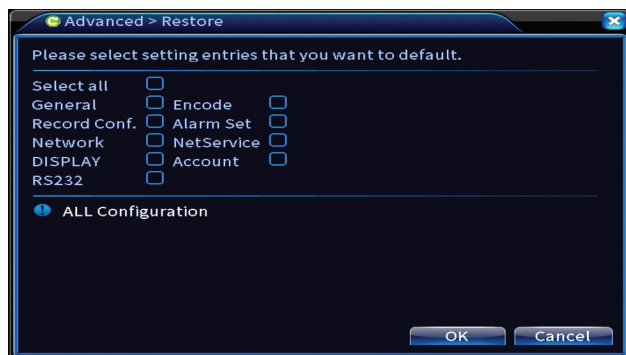 Advanced > Restore
Please select setting entries that you want to default.
Select all
General Encode
Record Conf. Alarm Set
Network NetService
DISPLAY Account
RS232
ALL Configuration
OK Cancel